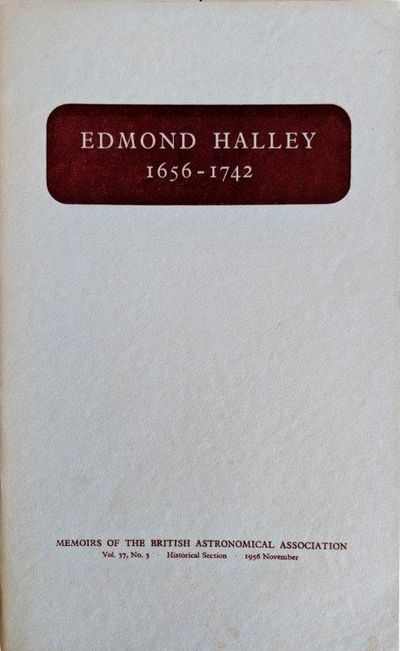 EDMOND HALLEY
1656-1742
MEMOIRS OF THE BRITISH ASTRONOMICAL ASSOCIATION
Vol. 37, No. 3 · Historical Section · 1956 November